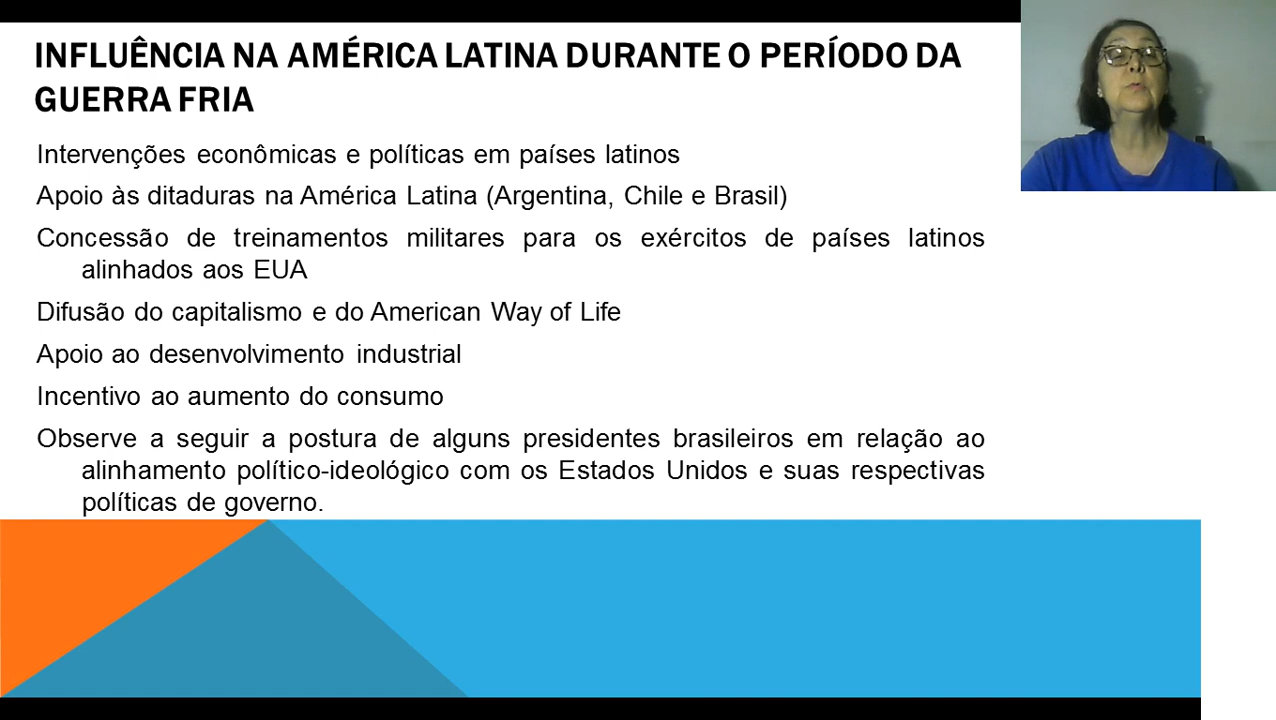 INFLUÊNCIA NA AMÉRICA LATINA DURANTE O PERÍODO DA
GUERRA FRIA
Intervenções econômicas e políticas em países latinos
Apoio às ditaduras na América Latina (Argentina, Chile e Brasil)
Concessão de treinamentos militares para os exércitos de países latinos
alinhados aos EUA
Difusão do capitalismo e do American Way of Life
Apoio ao desenvolvimento industrial
Incentivo ao aumento do consumo
Observe a seguir a postura de alguns presidentes brasileiros em relação ao
alinhamento político-ideológico com os Estados Unidos e suas respectivas
políticas de governo.